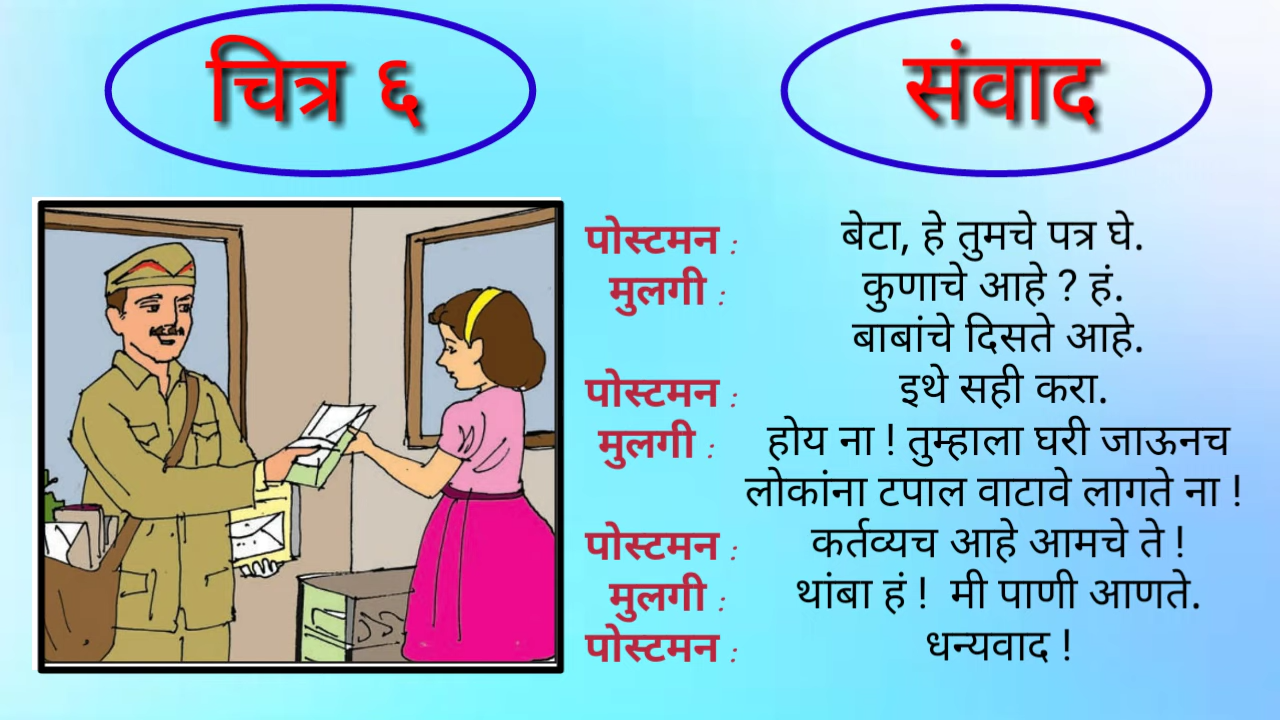 चित्र ६
संवाद
पोस्टमन : बेटा, हे तुमचे पत्र घे.
मुलगी : कुणाचे आहे ? हं.
बाबांचे दिसते आहे.
पोस्टमन : इथे सही करा.
मुलगी : होय ना ! तुम्हाला घरी जाऊनच
लोकांना टपाल वाटावे लागते ना !
पोस्टमन : कर्तव्यच आहे आमचे ते !
मुलगी : थांबा हं ! मी पाणी आणते.
पोस्टमन : धन्यवाद !